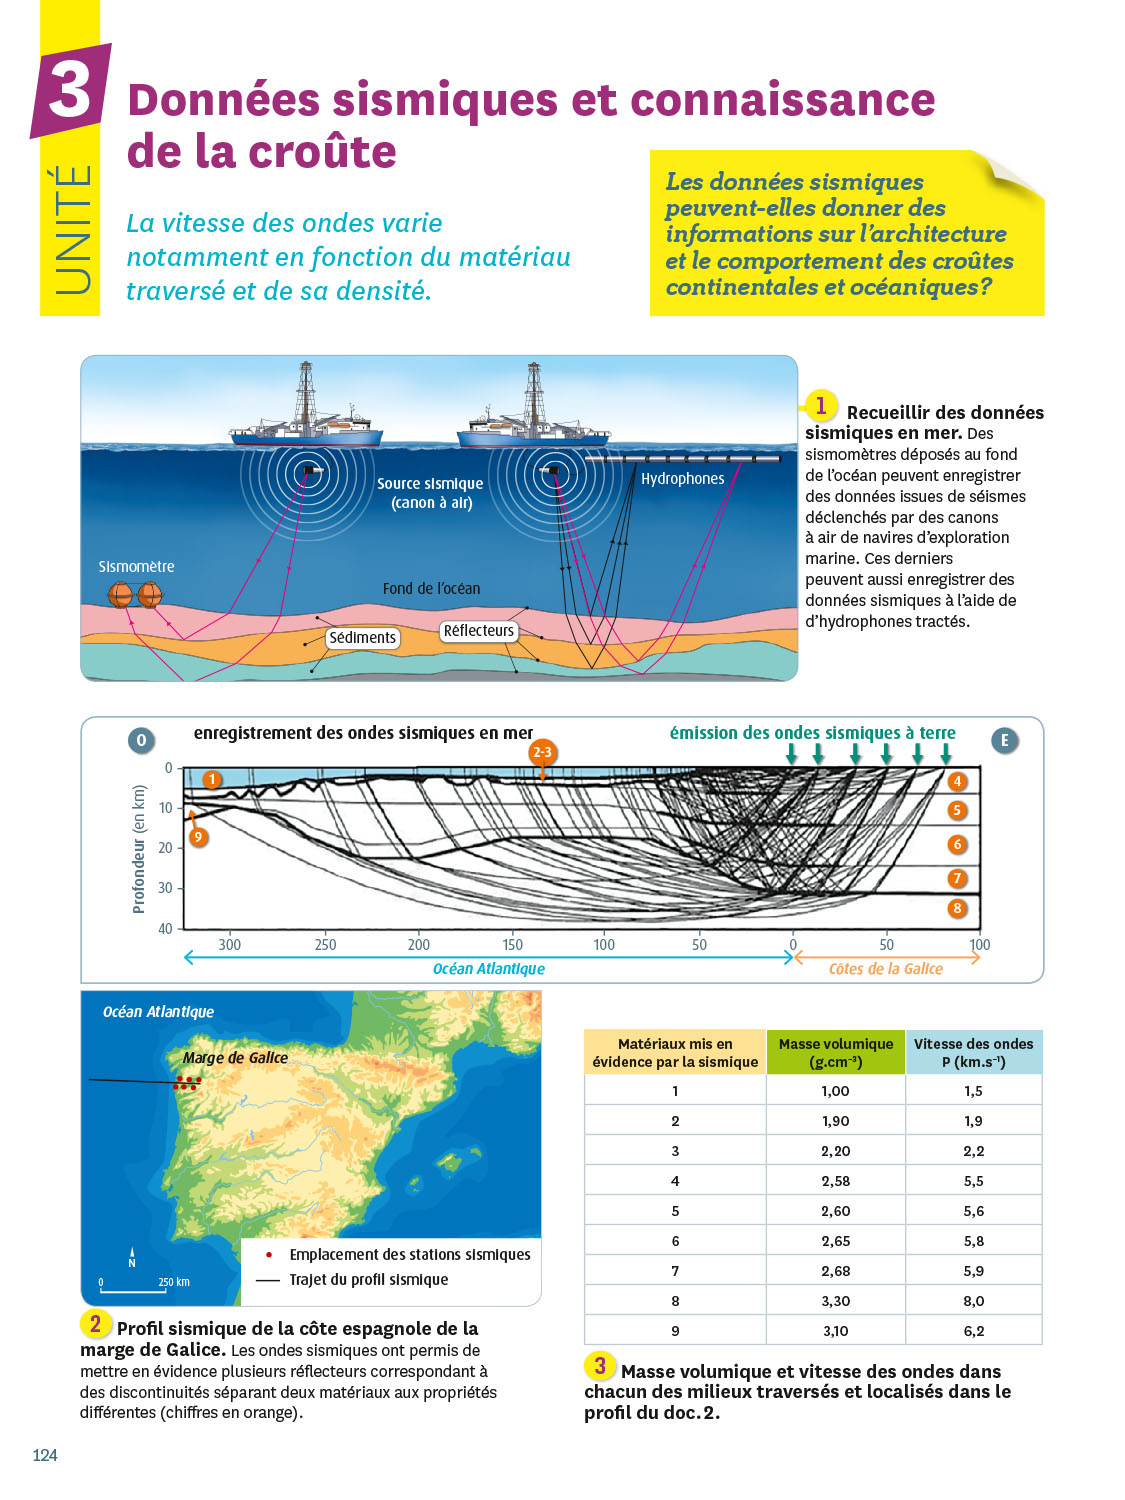 3
UNITÉ
Données sismiques et connaissance
de la croûte
La vitesse des ondes varie
notamment en fonction du matériau
traversé et de sa densité.
Les données sismiques
peuvent-elles donner des
informations sur l'architecture
et le comportement des croûtes
continentales et océaniques?
Source sismique
(canon à air)
Hydrophones
Sismomètre
Fond de l'océan
Sédiments
Réflecteurs
1 Recueillir des données
sismiques en mer. Des
sismomètres déposés au fond
de l'océan peuvent enregistrer
des données issues de séismes
déclenchés par des canons
à air de navires d'exploration
marine. Ces derniers
peuvent aussi enregistrer des
données sismiques à l'aide de
d'hydrophones tractés.
O
enregistrement des ondes sismiques en mer
émission des ondes sismiques à terre
E
2-3
Profondeur (en km)
0
10
20
30
40
1
9
4
5
6
7
8
300 250 200 150 100 50 0 50 100
Océan Atlantique
Côtes de la Galice
Océan Atlantique
Marge de Galice
N
0 250 km
Emplacement des stations sismiques
Trajet du profil sismique
2 Profil sismique de la côte espagnole de la
marge de Galice. Les ondes sismiques ont permis de
mettre en évidence plusieurs réflecteurs correspondant à
des discontinuités séparant deux matériaux aux propriétés
différentes (chiffres en orange).
Matériaux mis en évidence par la sismique Masse volumique (g.cm⁻³) Vitesse des ondes P (km.s⁻¹)
1 1,00 1,5
2 1,90 1,9
3 2,20 2,2
4 2,58 5,5
5 2,60 5,6
6 2,65 5,8
7 2,68 5,9
8 3,30 8,0
9 3,10 6,2
3 Masse volumique et vitesse des ondes dans
chacun des milieux traversés et localisés dans le
profil du doc. 2.
124